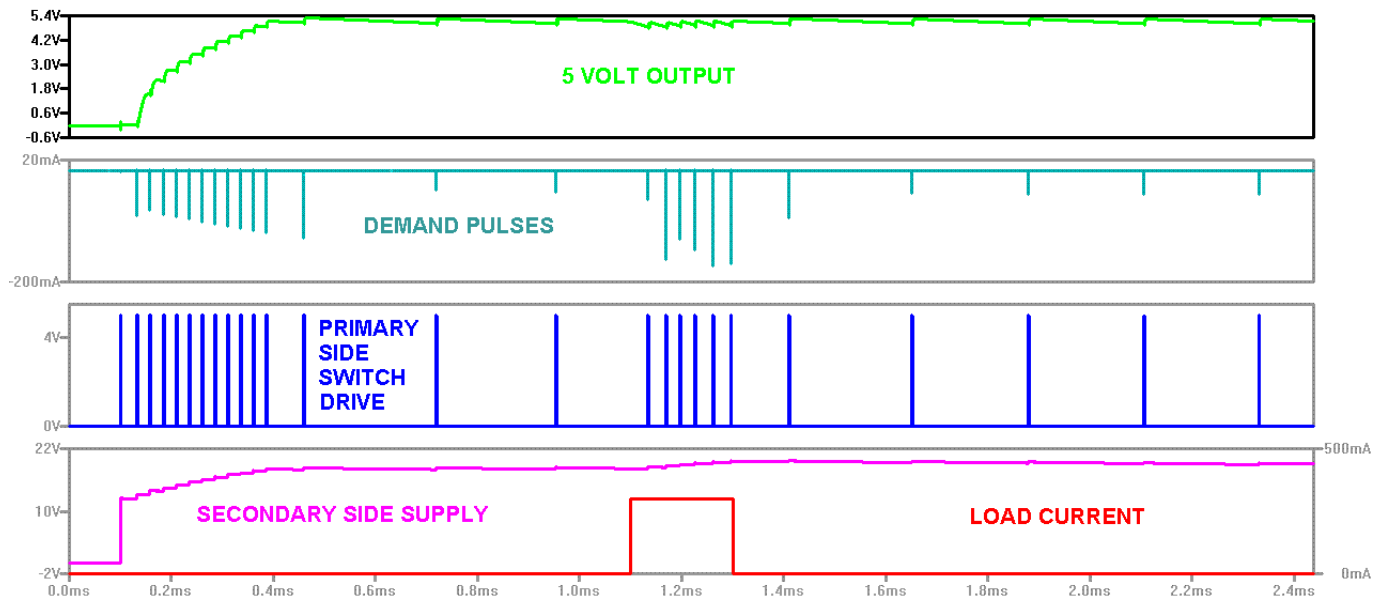 5.4V
4.2V
3.0V
1.8V
0.6V
-0.6V
5 VOLT OUTPUT
20mA
DEMAND PULSES
-200mA
4V
PRIMARY
SIDE
SWITCH
DRIVE
0V
22V
500mA
SECONDARY SIDE SUPPLY
10V
LOAD CURRENT
-2V
0mA
0.0ms 0.2ms 0.4ms 0.6ms 0.8ms 1.0ms 1.2ms 1.4ms 1.6ms 1.8ms 2.0ms 2.2ms 2.4ms